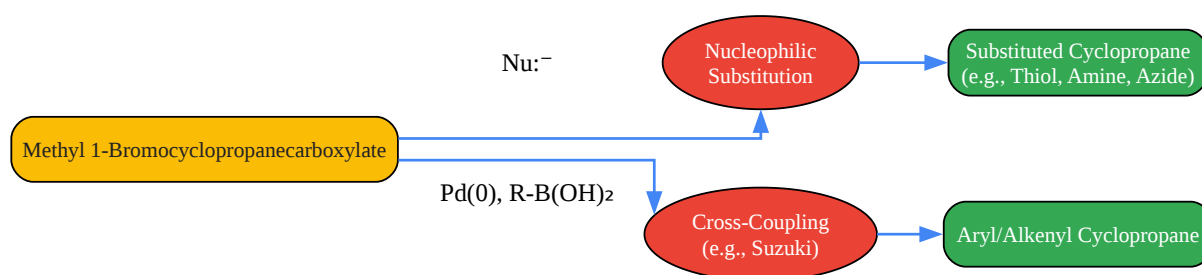 Nu:⁻
Nucleophilic
Substitution
Substituted Cyclopropane
(e.g., Thiol, Amine, Azide)
Methyl 1-Bromocyclopropanecarboxylate
Pd(0), R-B(OH)₂
Cross-Coupling
(e.g., Suzuki)
Aryl/Alkenyl Cyclopropane